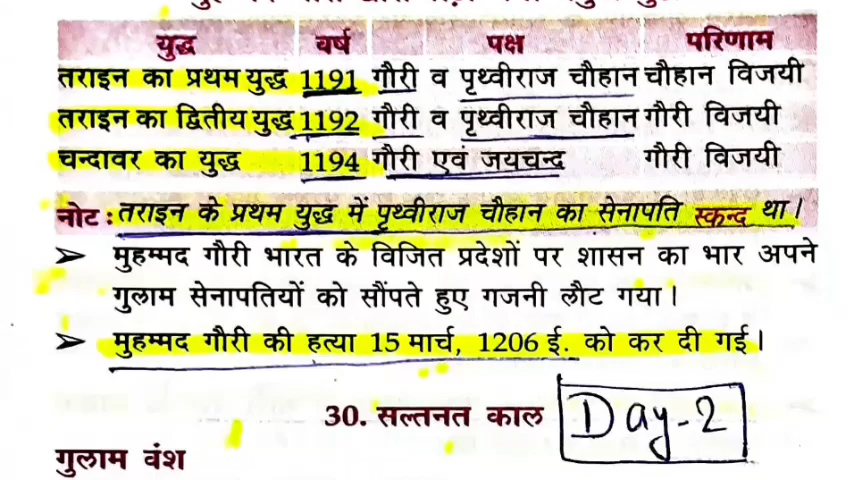 युद्ध वर्ष पक्ष परिणाम
तराइन का प्रथम युद्ध 1191 गौरी व पृथ्वीराज चौहान चौहान विजयी
तराइन का द्वितीय युद्ध 1192 गौरी व पृथ्वीराज चौहान गौरी विजयी
चन्दावर का युद्ध 1194 गौरी एवं जयचन्द गौरी विजयी
नोट : तराइन के प्रथम युद्ध में पृथ्वीराज चौहान का सेनापति स्कन्द था।
➢ मुहम्मद गौरी भारत के विजित प्रदेशों पर शासन का भार अपने
गुलाम सेनापतियों को सौंपते हुए गजनी लौट गया।
➢ मुहम्मद गौरी की हत्या 15 मार्च, 1206 ई. को कर दी गई।
30. सल्तनत काल Day-2
गुलाम वंश